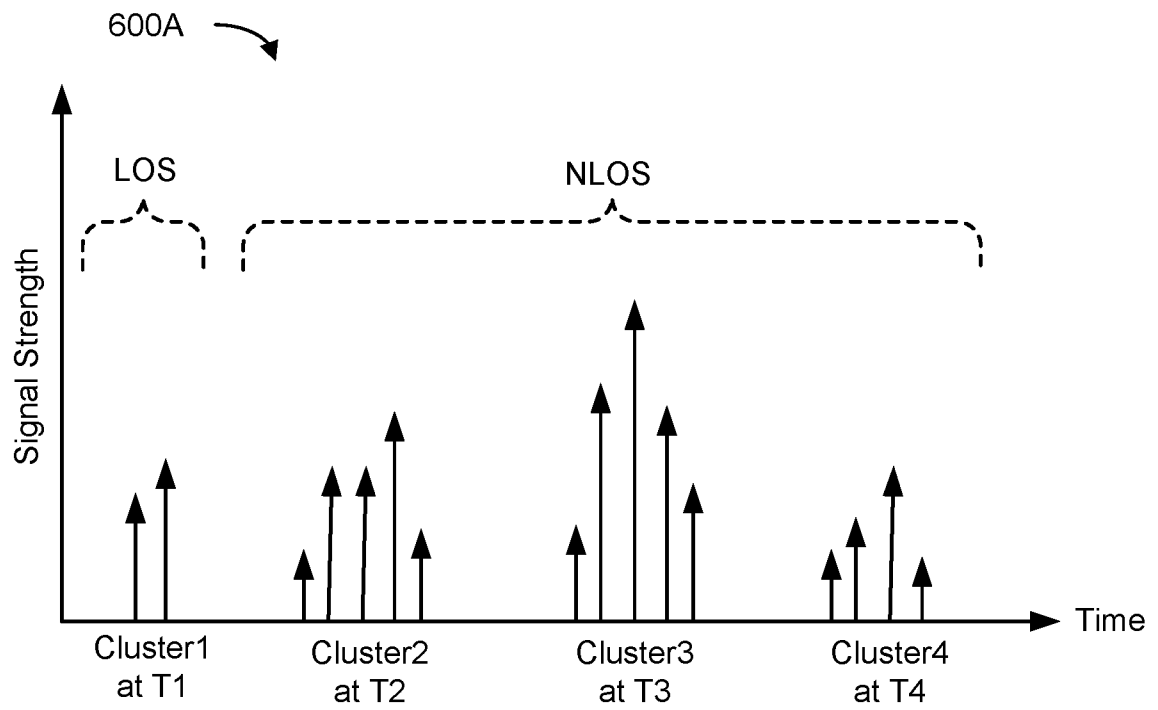 600A
LOS
NLOS
Signal Strength
Time
Cluster1
at T1
Cluster2
at T2
Cluster3
at T3
Cluster4
at T4